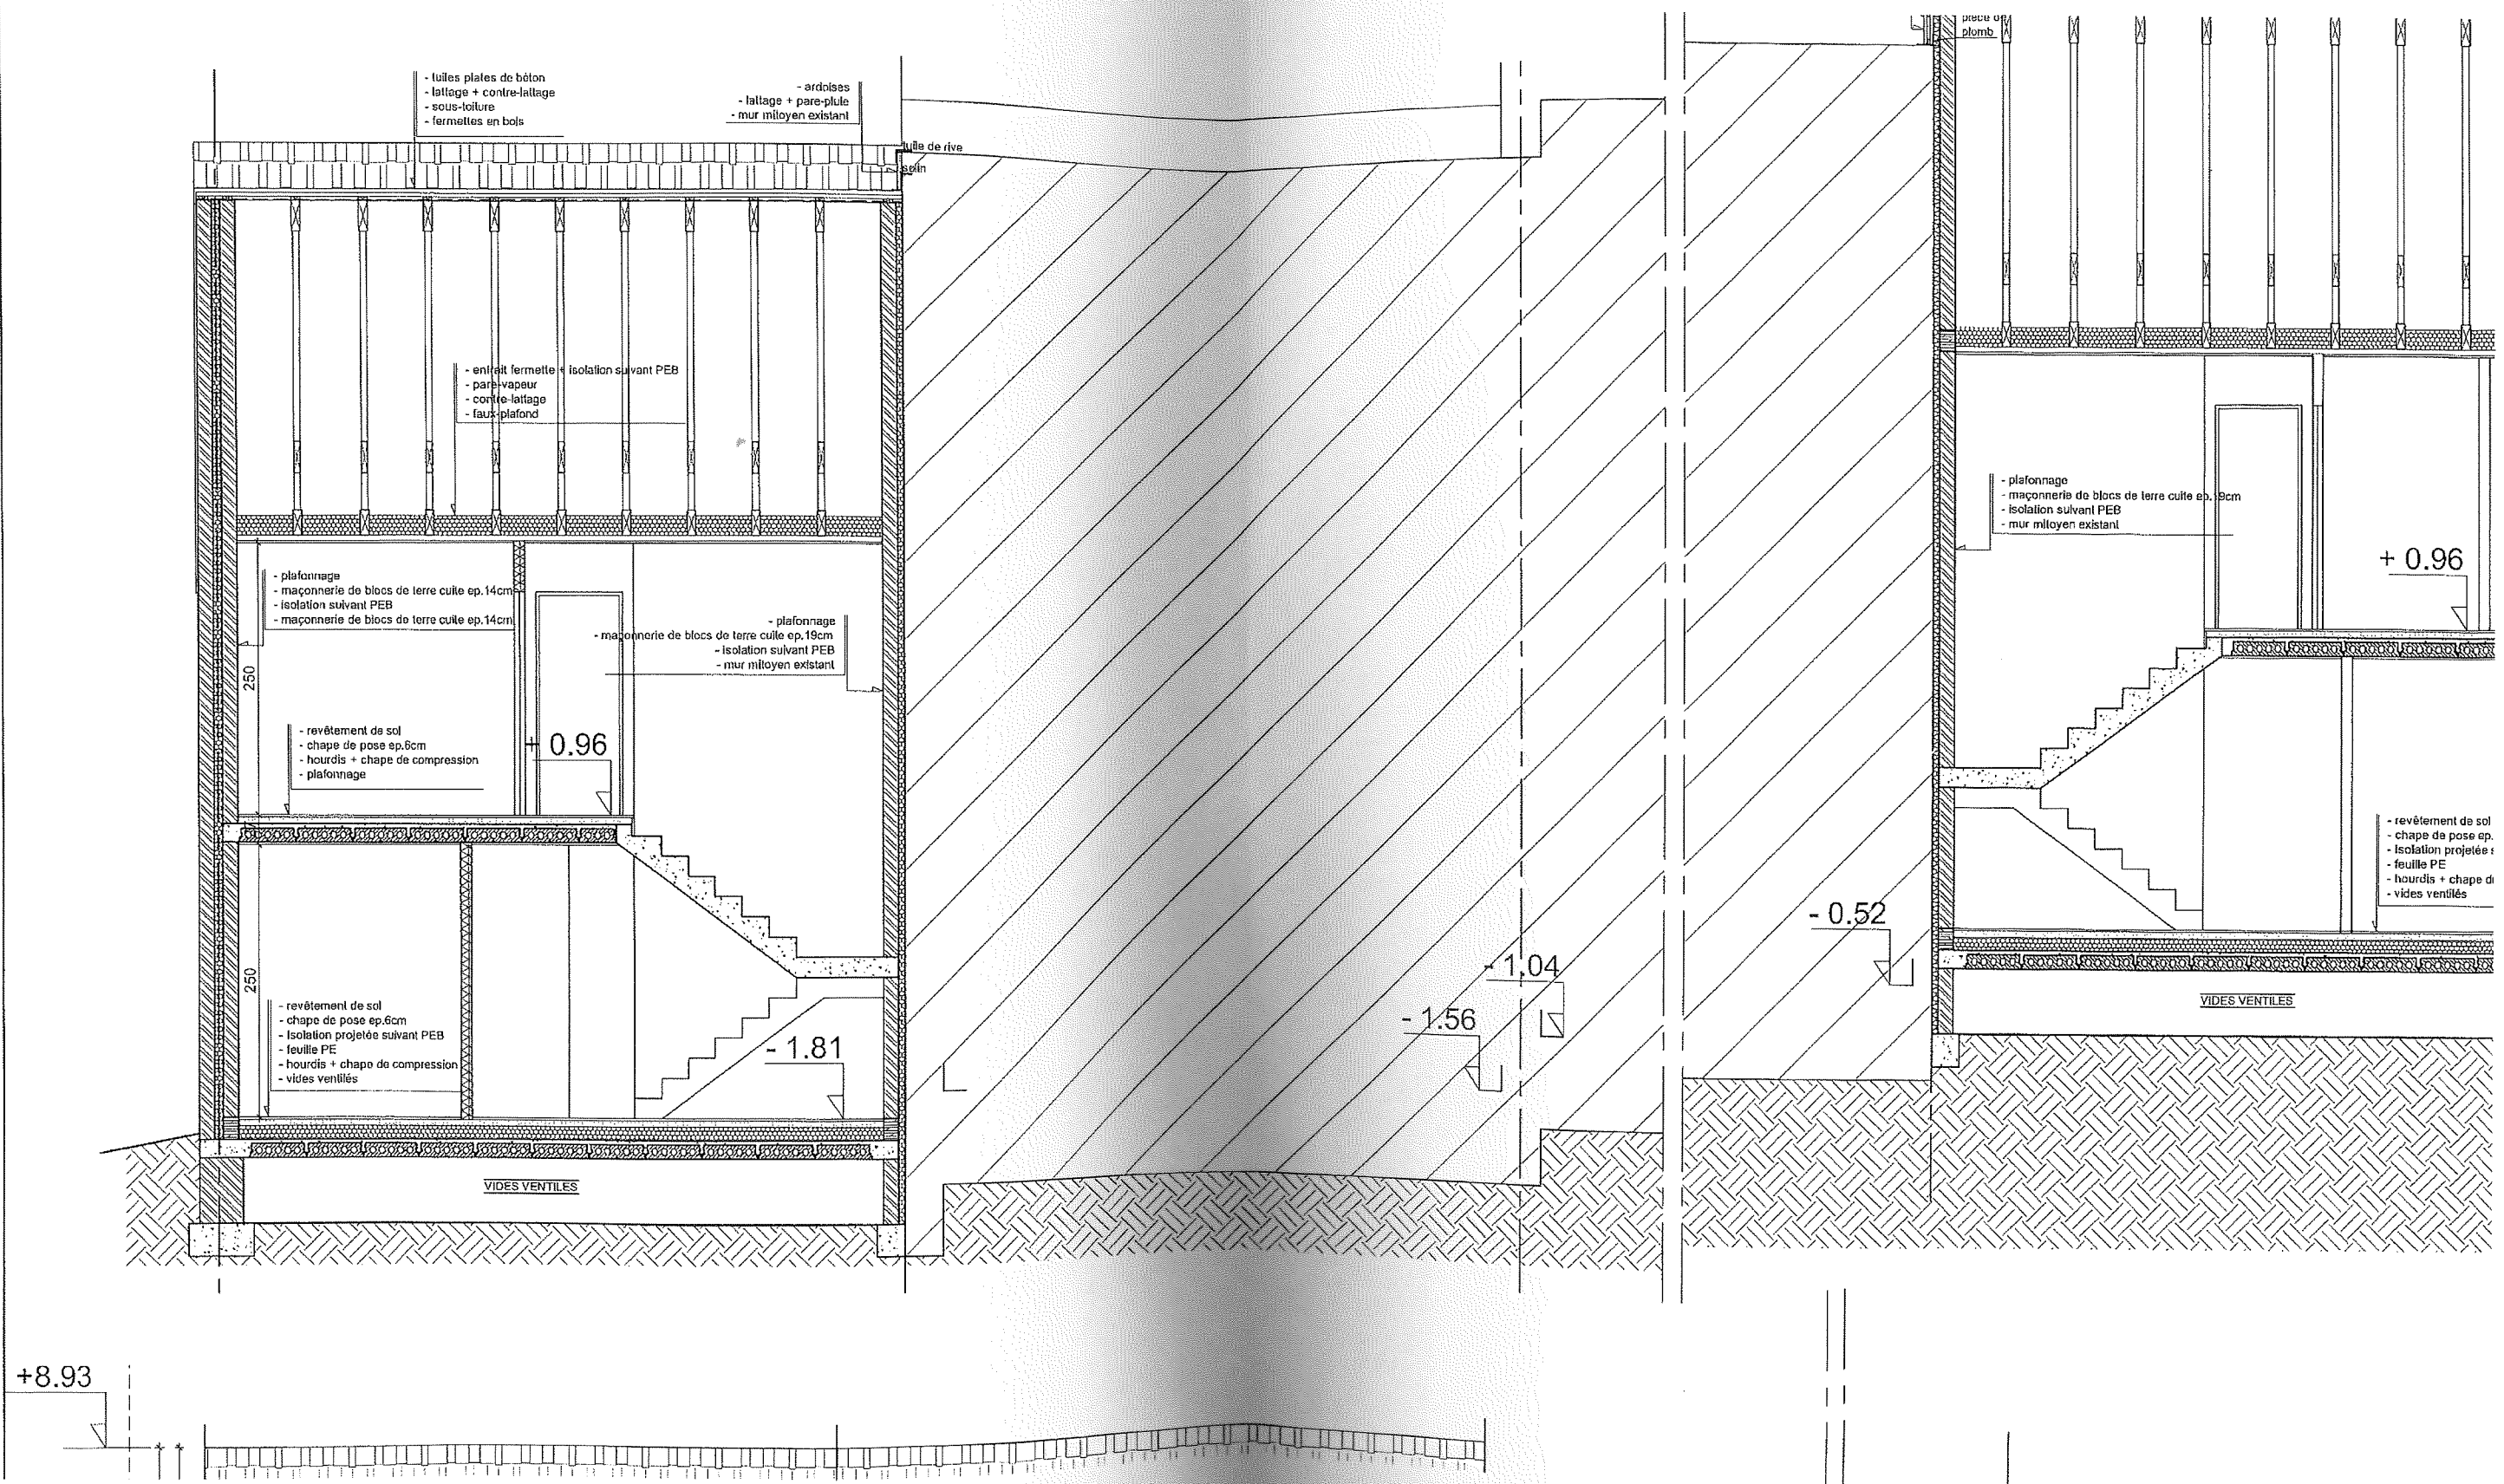 - tuiles plates de béton
- lattage + contre-lattage
- sous-toiture
- fermettes en bois
- ardoises
- lattage + pare-pluie
- mur mitoyen existant
tuile de rive
solin
- entrait fermette + isolation suivant PEB
- pare-vapeur
- contre-lattage
- faux-plafond
- plafonnage
- maçonnerie de blocs de terre cuite ep.14cm
- isolation suivant PEB
- maçonnerie de blocs de terre cuite ep.14cm
250
- plafonnage
- maçonnerie de blocs de terre cuite ep.19cm
- isolation suivant PEB
- mur mitoyen existant
- revêtement de sol
- chape de pose ep.6cm
- hourdis + chape de compression
- plafonnage
+ 0.96
250
- revêtement de sol
- chape de pose ep.6cm
- Isolation projetée suivant PEB
- feuille PE
- hourdis + chape de compression
- vides ventilés
- 1.81
VIDES VENTILES
- 1.56
- 1.04
- 0.52
plomb
- plafonnage
- maçonnerie de blocs de terre cuite ep.19cm
- isolation suivant PEB
- mur mitoyen existant
+ 0.96
- revêtement de sol
- chape de pose ep.
- Isolation projetée
- feuille PE
- hourdis + chape
- vides ventilés
VIDES VENTILES
+8.93